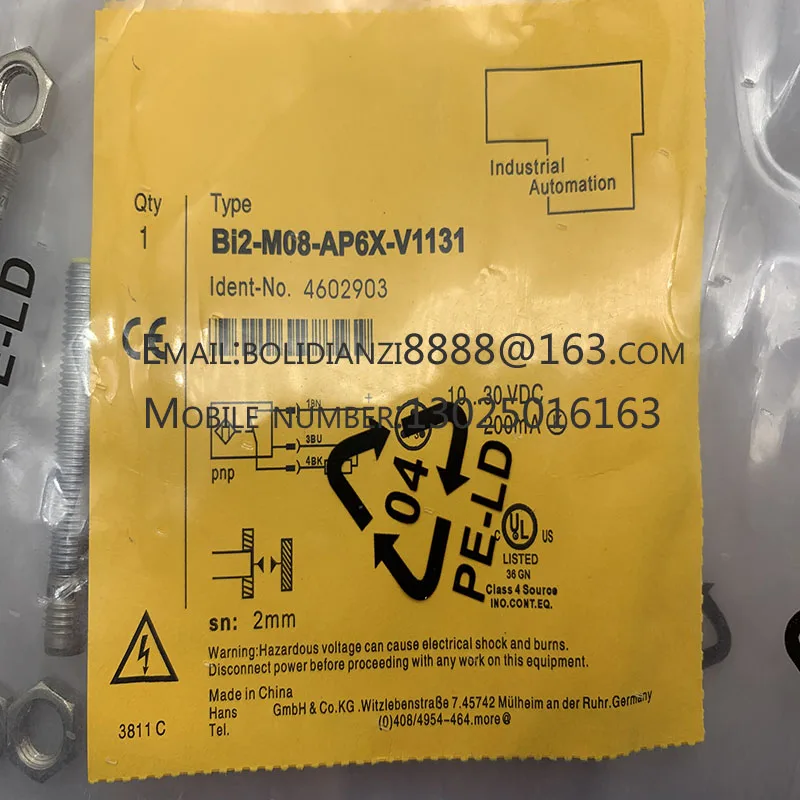 Industrial
Automation
Qty
Type
1
Bi2-M08-AP6X-V1131
Ident-No. 4602903
CE
EMAIL:BOLIDIANZI8888@163.COM
1BN
+
10...30 VDC
MOBILE NUMBER:13025016163
200mA
3BU
4BK
pnp
04
PE-LD
C UL US
LISTED
36 GN
Class 4 Source
INO.CONT.EQ.
sn: 2mm
Warning:Hazardous voltage can cause electrical shock and burns.
Disconnect power before proceeding with any work on this equipment.
Made in China
Hans GmbH & Co.KG .Witzlebenstraße 7.45742 Mülheim an der Ruhr.Germany
Tel. (0)408/4954-464.more@
3811 C
E-LD